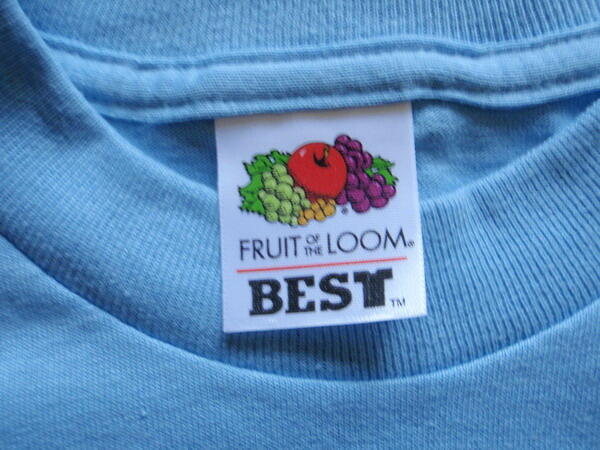 FRUIT OF THE LOOM®
BEST™